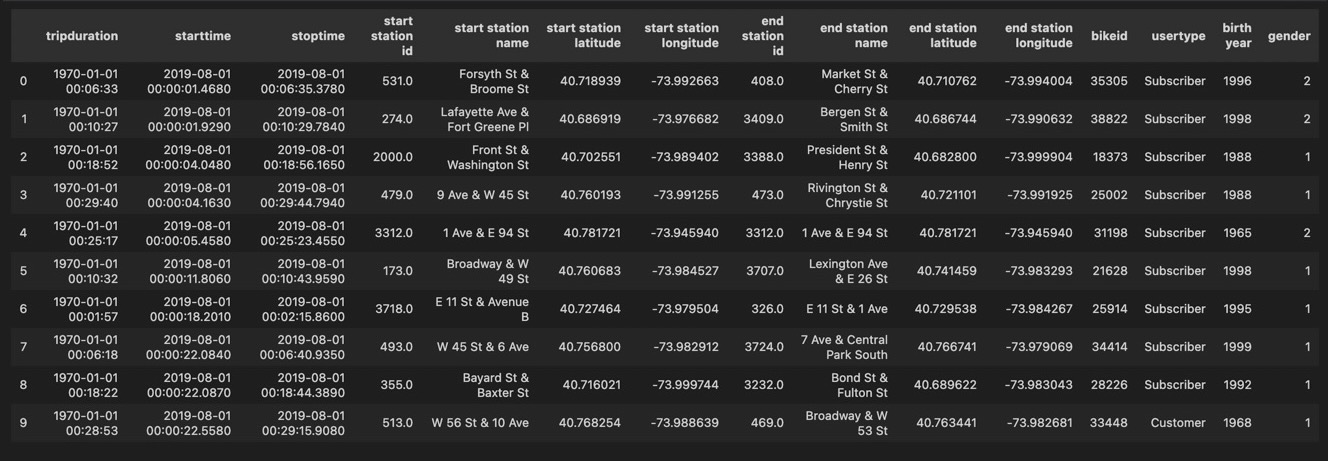 tripduration starttime stoptime start station id start station name start station latitude start station longitude end station id end station name end station latitude end station longitude bikeid usertype birth year gender
0 1970-01-01 00:06:33 2019-08-01 00:00:01.4680 2019-08-01 00:06:35.3780 531.0 Forsyth St & Broome St 40.718939 -73.992663 408.0 Market St & Cherry St 40.710762 -73.994004 35305 Subscriber 1996 2
1 1970-01-01 00:10:27 2019-08-01 00:00:01.9290 2019-08-01 00:10:29.7840 274.0 Lafayette Ave & Fort Greene Pl 40.686919 -73.976682 3409.0 Bergen St & Smith St 40.686744 -73.990632 38822 Subscriber 1998 2
2 1970-01-01 00:18:52 2019-08-01 00:00:04.0480 2019-08-01 00:18:56.1650 2000.0 Front St & Washington St 40.702551 -73.989402 3388.0 President St & Henry St 40.682800 -73.999904 18373 Subscriber 1988 1
3 1970-01-01 00:29:40 2019-08-01 00:00:04.1630 2019-08-01 00:29:44.7940 479.0 9 Ave & W 45 St 40.760193 -73.991255 473.0 Rivington St & Chrystie St 40.721101 -73.991925 25002 Subscriber 1988 1
4 1970-01-01 00:25:17 2019-08-01 00:00:05.4580 2019-08-01 00:25:23.4550 3312.0 1 Ave & E 94 St 40.781721 -73.945940 3312.0 1 Ave & E 94 St 40.781721 -73.945940 31198 Subscriber 1965 2
5 1970-01-01 00:10:32 2019-08-01 00:00:11.8060 2019-08-01 00:10:43.9590 173.0 Broadway & W 49 St 40.760683 -73.984527 3707.0 Lexington Ave & E 26 St 40.741459 -73.983293 21628 Subscriber 1998 1
6 1970-01-01 00:01:57 2019-08-01 00:00:18.2010 2019-08-01 00:02:15.8600 3718.0 E 11 St & Avenue B 40.727464 -73.979504 326.0 E 11 St & 1 Ave 40.729538 -73.984267 25914 Subscriber 1995 1
7 1970-01-01 00:06:18 2019-08-01 00:00:22.0840 2019-08-01 00:06:40.9350 493.0 W 45 St & 6 Ave 40.756800 -73.982912 3724.0 7 Ave & Central Park South 40.766741 -73.979069 34414 Subscriber 1999 1
8 1970-01-01 00:18:22 2019-08-01 00:00:22.0870 2019-08-01 00:18:44.3890 355.0 Bayard St & Baxter St 40.716021 -73.999744 3232.0 Bond St & Fulton St 40.689622 -73.983043 28226 Subscriber 1992 1
9 1970-01-01 00:28:53 2019-08-01 00:00:22.5580 2019-08-01 00:29:15.9080 513.0 W 56 St & 10 Ave 40.768254 -73.988639 469.0 Broadway & W 53 St 40.763441 -73.982681 33448 Customer 1968 1